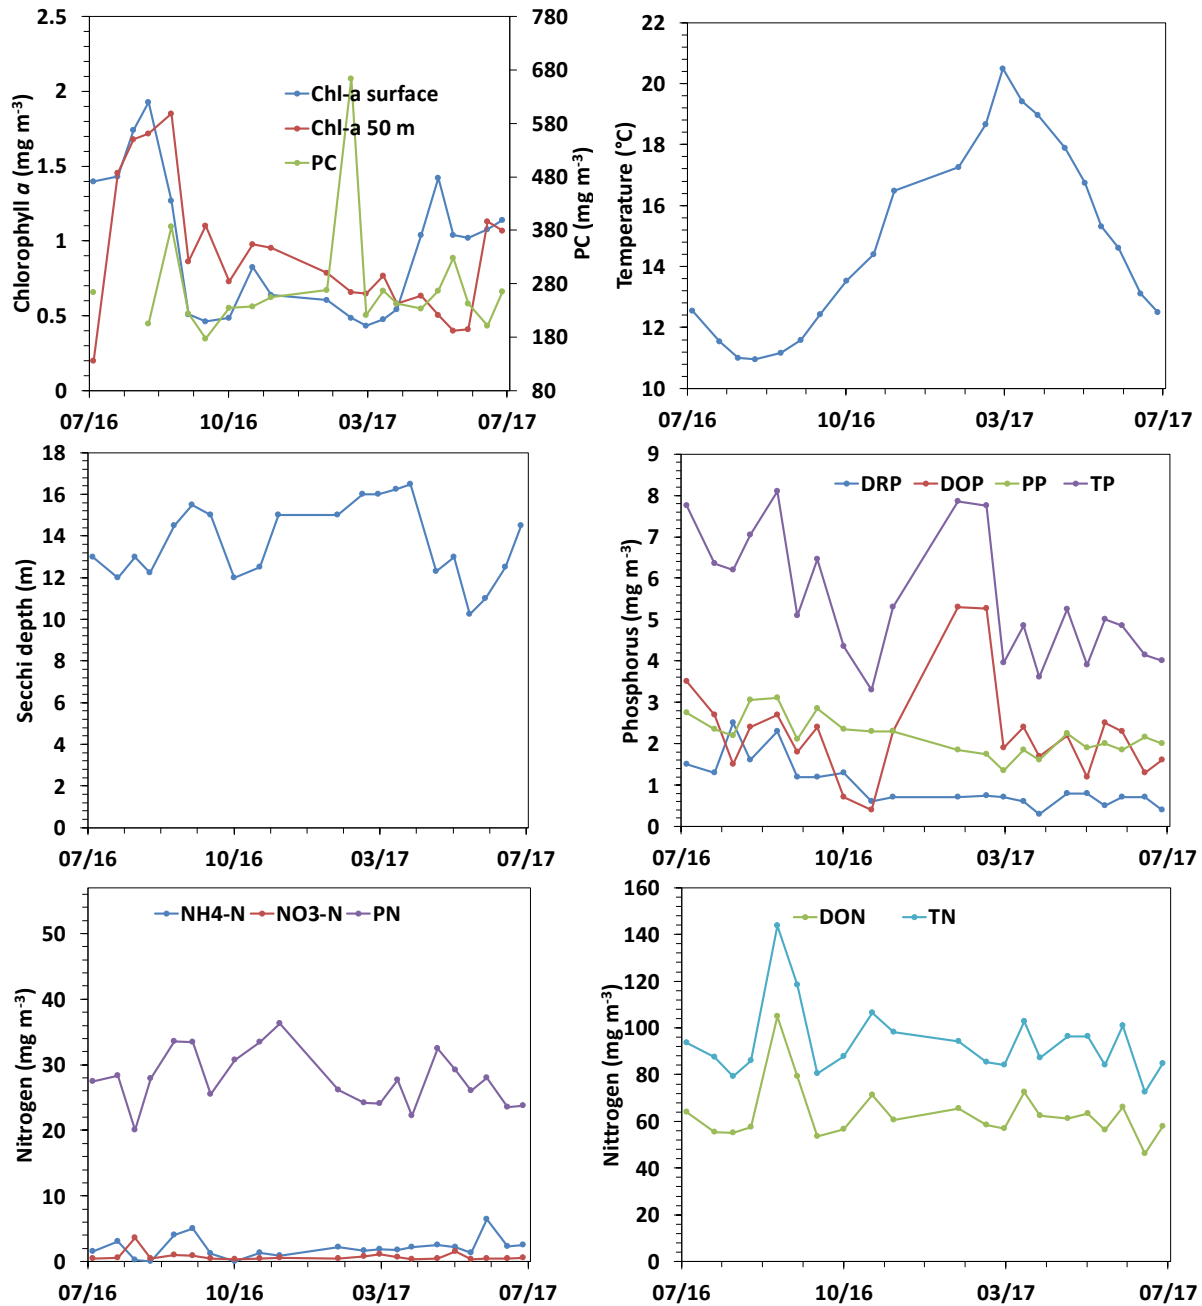 2.5
2
1.5
1
0.5
0
Chlorophyll a (mg m-3)
780
680
580
480
380
280
180
80
PC (mg m-3)
Chl-a surface
Chl-a 50 m
PC
07/16 10/16 03/17 07/17
22
20
18
16
14
12
10
Temperature (°C)
07/16 10/16 03/17 07/17
18
16
14
12
10
8
6
4
2
0
Secchi depth (m)
07/16 10/16 03/17 07/17
9
8
7
6
5
4
3
2
1
0
Phosphorus (mg m-3)
DRP DOP PP TP
07/16 10/16 03/17 07/17
50
40
30
20
10
0
Nitrogen (mg m-3)
NH4-N NO3-N PN
07/16 10/16 03/17 07/17
160
140
120
100
80
60
40
20
0
Nittrogen (mg m-3)
DON TN
07/16 10/16 03/17 07/17